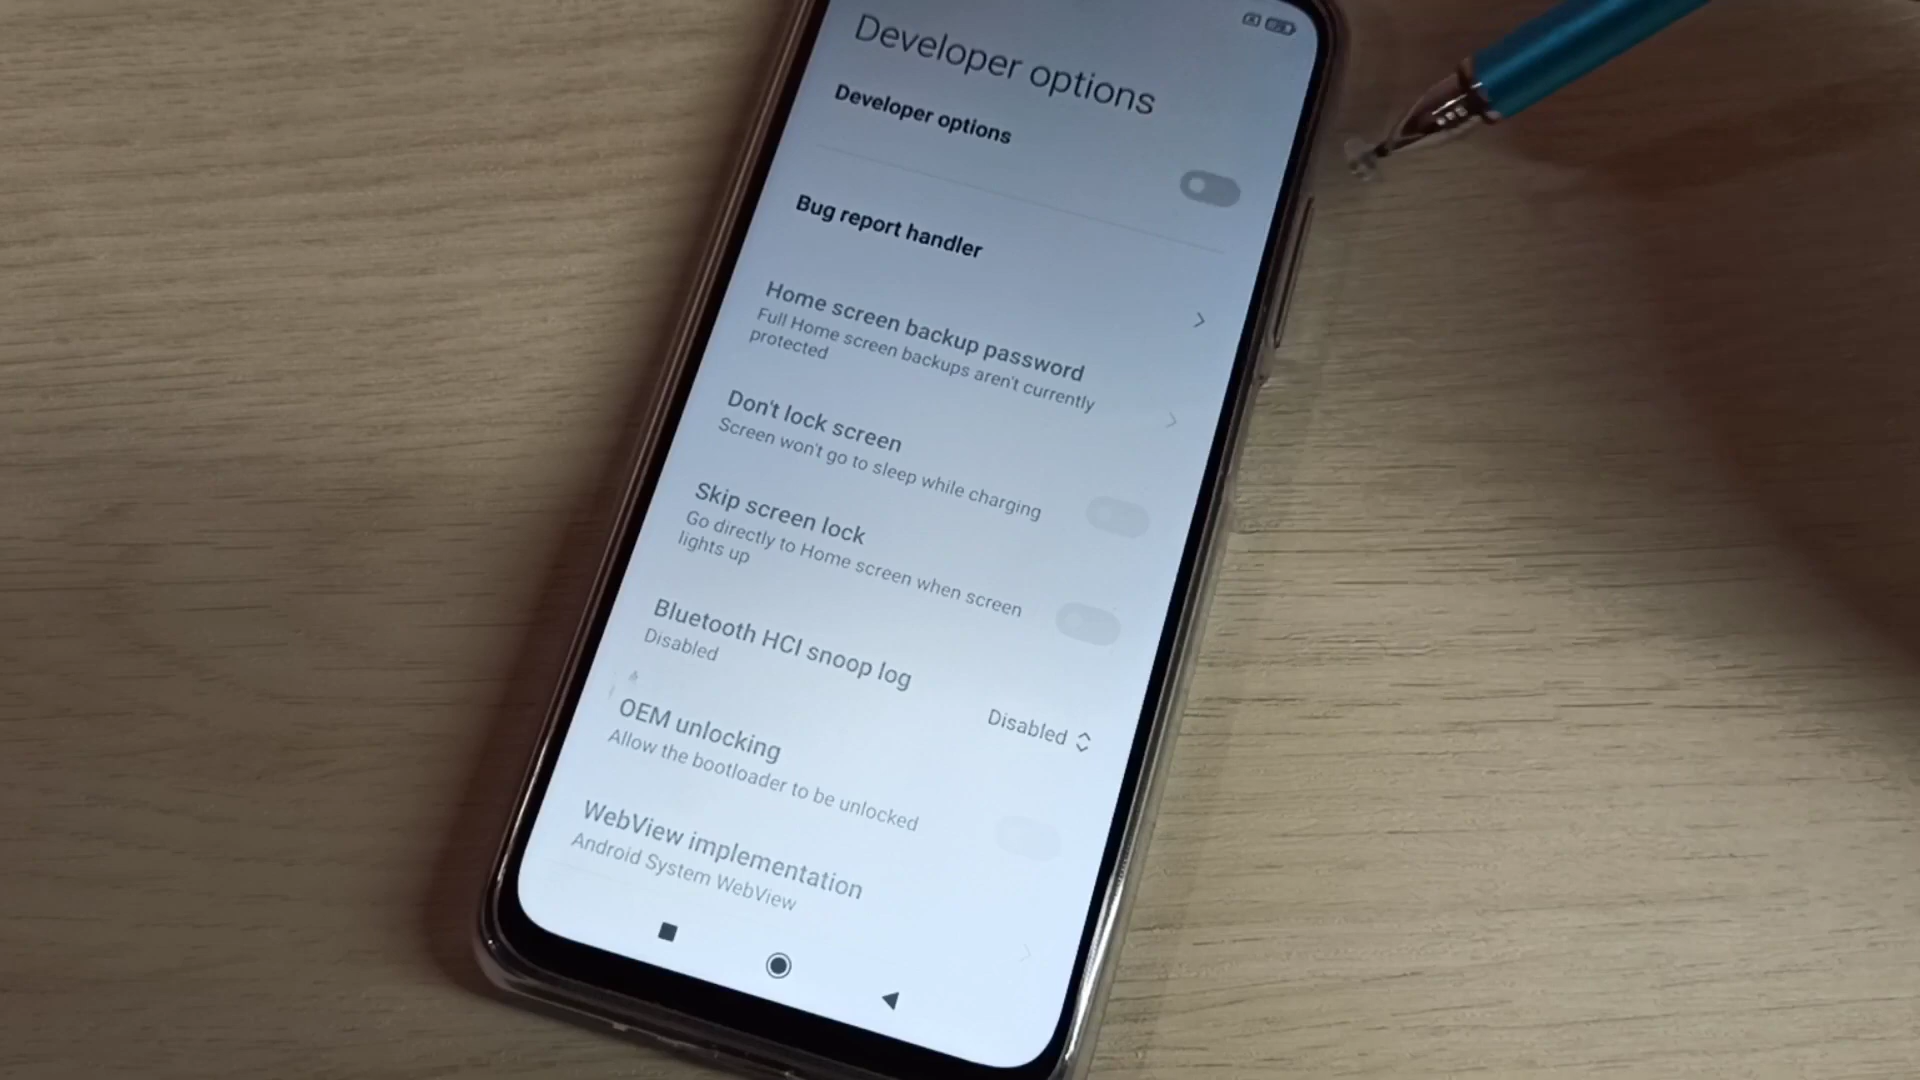 Developer options
Developer options
Bug report handler
Home screen backup password
Full Home screen backups aren't currently
protected
Don't lock screen
Screen won't go to sleep while charging
Skip screen lock
Go directly to Home screen when screen
lights up
Bluetooth HCI snoop log
Disabled
Disabled
OEM unlocking
Allow the bootloader to be unlocked
WebView implementation
Android System WebView